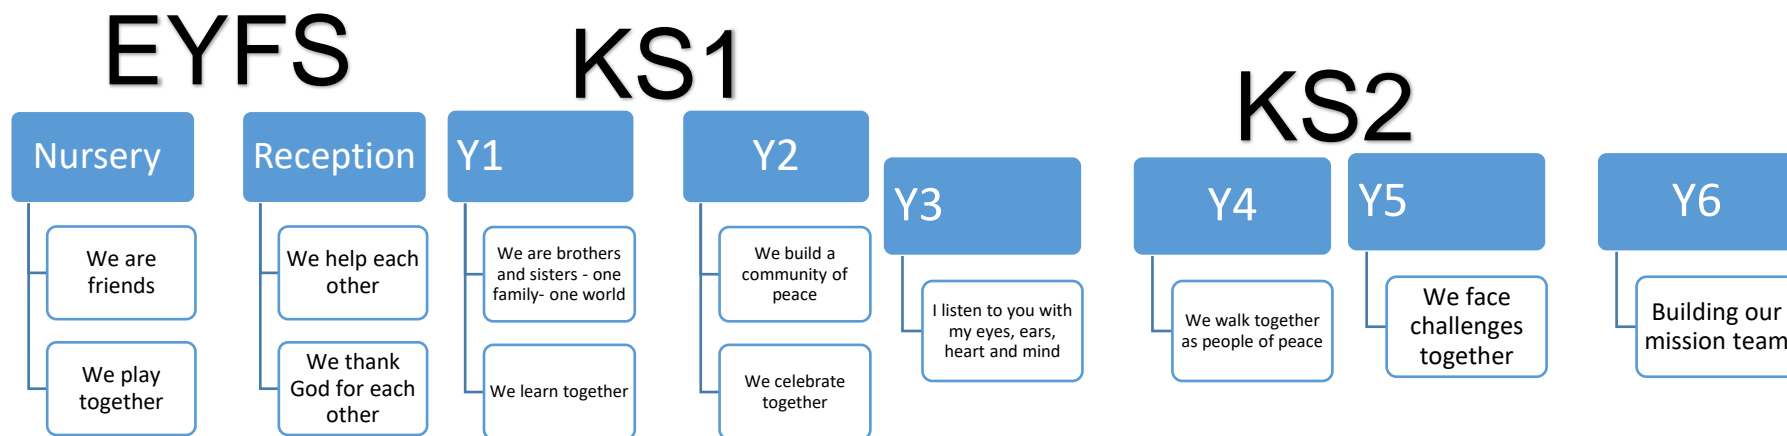 EYFS
KS1
KS2
Nursery
We are
friends
We play
together
Reception
We help each
other
We thank
God for each
other
Y1
We are brothers
and sisters - one
family- one world
We learn together
Y2
We build a
community of
peace
We celebrate
together
Y3
I listen to you with
my eyes, ears,
heart and mind
Y4
We walk together
as people of peace
Y5
We face
challenges
together
Y6
Building our
mission team